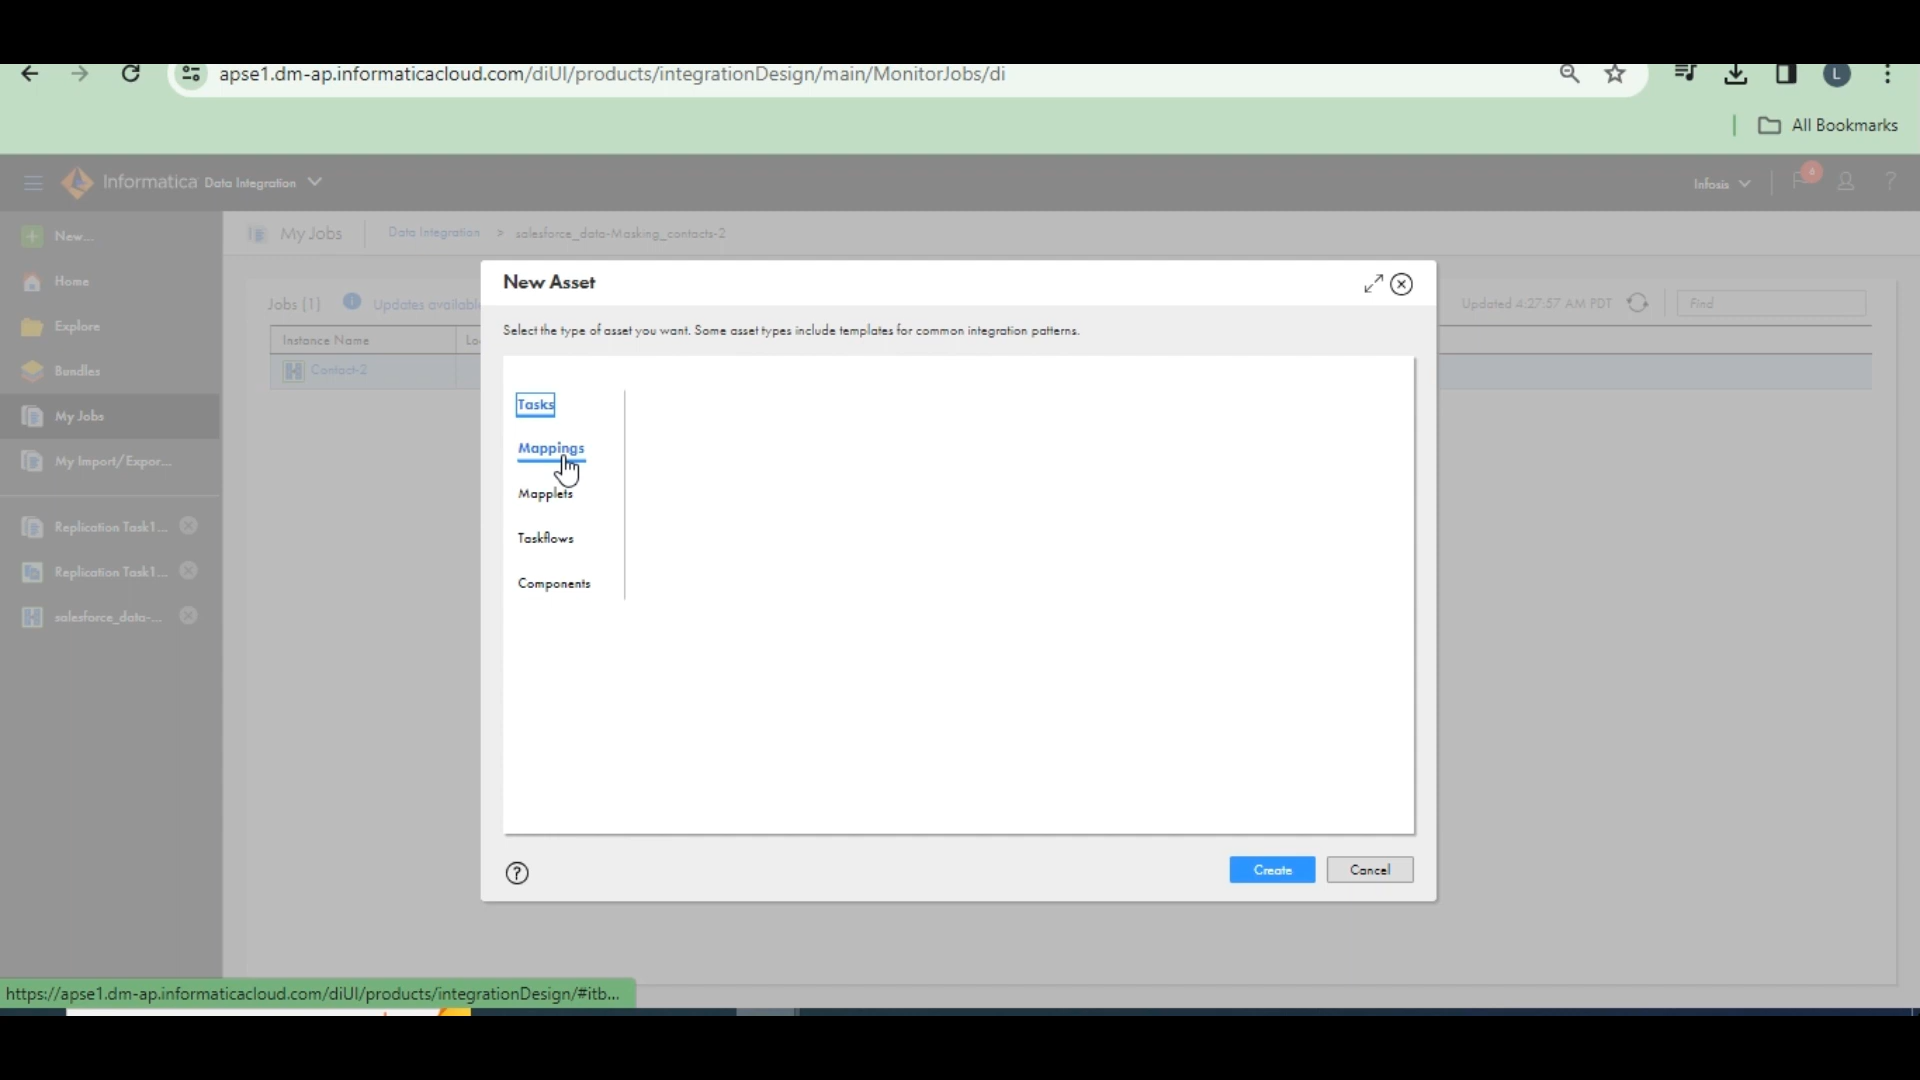 apse1.dm-ap.informaticacloud.com/diUI/products/integrationDesign/main/MonitorJobs/di
L
All Bookmarks
Informatica Data Integration
Infosis
6
?
New...
My Jobs
Data Integration > salesforce_data-Masking_contacts-2
Home
Explore
Bundles
My Jobs
My Import/Expor...
Replication Task1...
Replication Task1...
salesforce_data-...
Jobs (1)
Updates available
Updated 4:27:57 AM PDT
Find
Instance Name
Lo
Contact-2
New Asset
Select the type of asset you want. Some asset types include templates for common integration patterns.
Tasks
Mappings
Mapplets
Taskflows
Components
?
Create
Cancel
https://apse1.dm-ap.informaticacloud.com/diUI/products/integrationDesign/#itb...